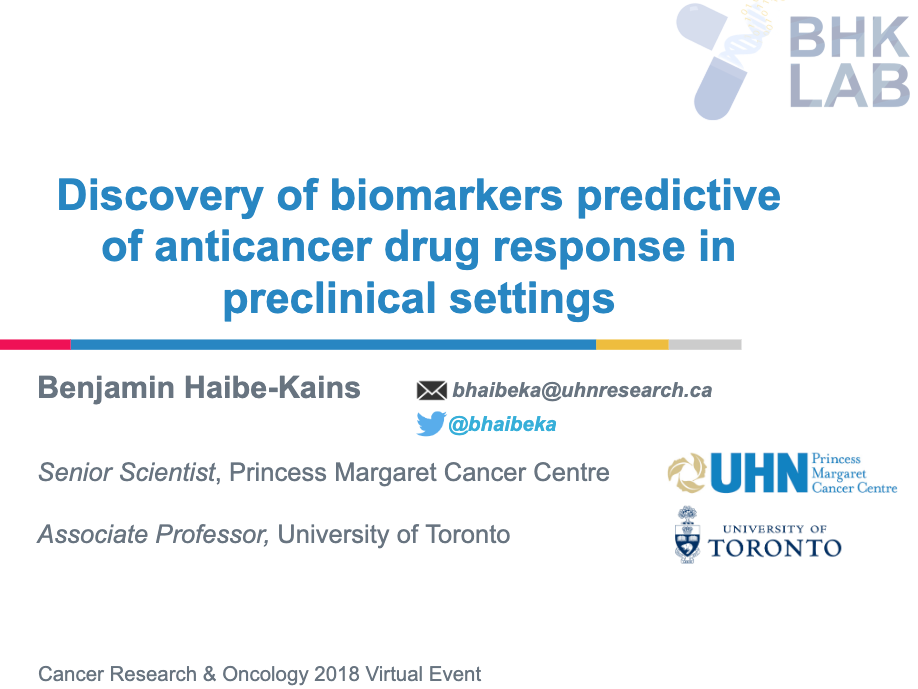 BHK
LAB
Discovery of biomarkers predictive
of anticancer drug response in
preclinical settings
Benjamin Haibe-Kains
bhaibeka@uhnresearch.ca
@bhaibeka
Senior Scientist, Princess Margaret Cancer Centre
UHN
Princess
Margaret
Cancer Centre
Associate Professor, University of Toronto
UNIVERSITY OF
TORONTO
Cancer Research & Oncology 2018 Virtual Event